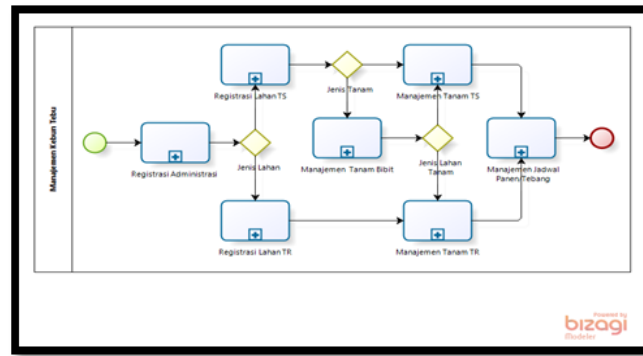 Manajemen Kebun Tebu
Registrasi Lahan TS
Jenis Tanam
Manajemen Tanam TS
Registrasi Administrasi
Jenis Lahan
Manajemen Tanam Bibit
Jenis Lahan
Tanam
Manajemen Jadwal
Panen/Tebang
Registrasi Lahan TR
Manajemen Tanam TR
Powered by
bizagi
Modeler